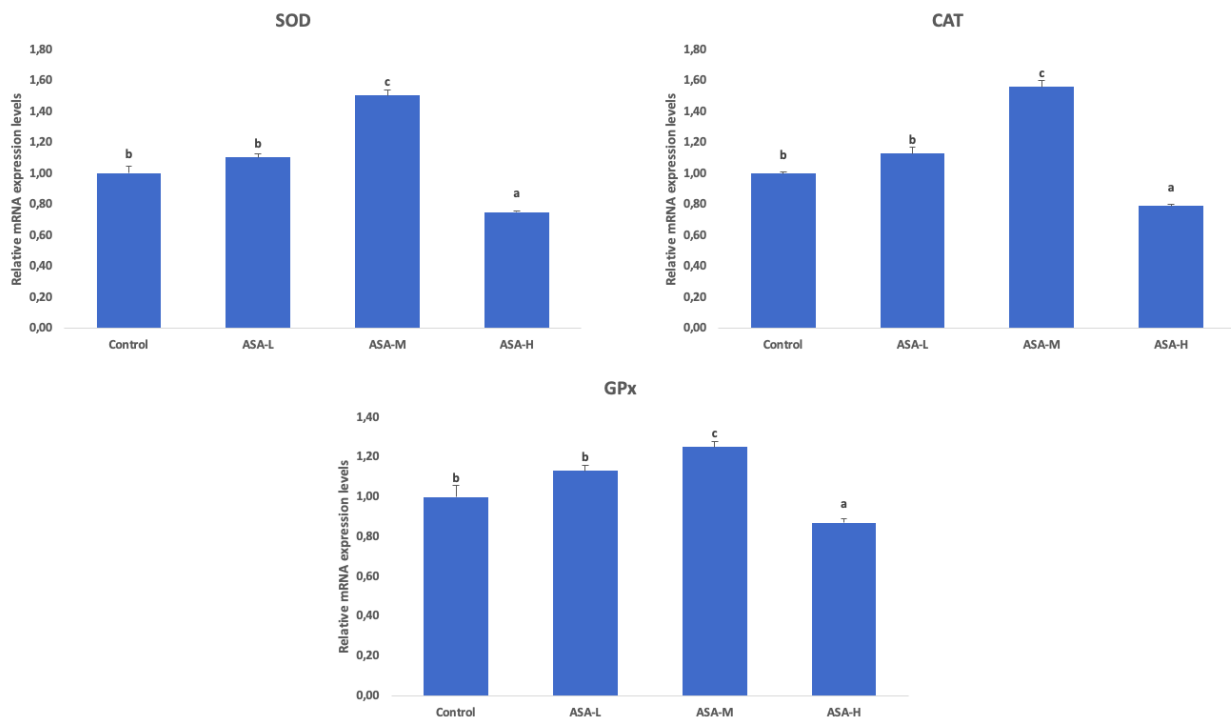 SOD
Relative mRNA expression levels
1,80
1,60
1,40
1,20
1,00
0,80
0,60
0,40
0,20
0,00
b
b
c
a
Control
ASA-L
ASA-M
ASA-H
CAT
Relative mRNA expression levels
1,80
1,60
1,40
1,20
1,00
0,80
0,60
0,40
0,20
0,00
b
b
c
a
Control
ASA-L
ASA-M
ASA-H
GPx
Relative mRNA expression levels
1,40
1,20
1,00
0,80
0,60
0,40
0,20
0,00
b
b
c
a
Control
ASA-L
ASA-M
ASA-H